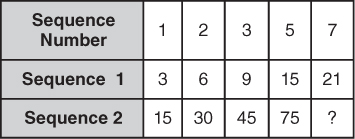 Sequence
Number 1 2 3 5 7
Sequence 1 3 6 9 15 21
Sequence 2 15 30 45 75 ?